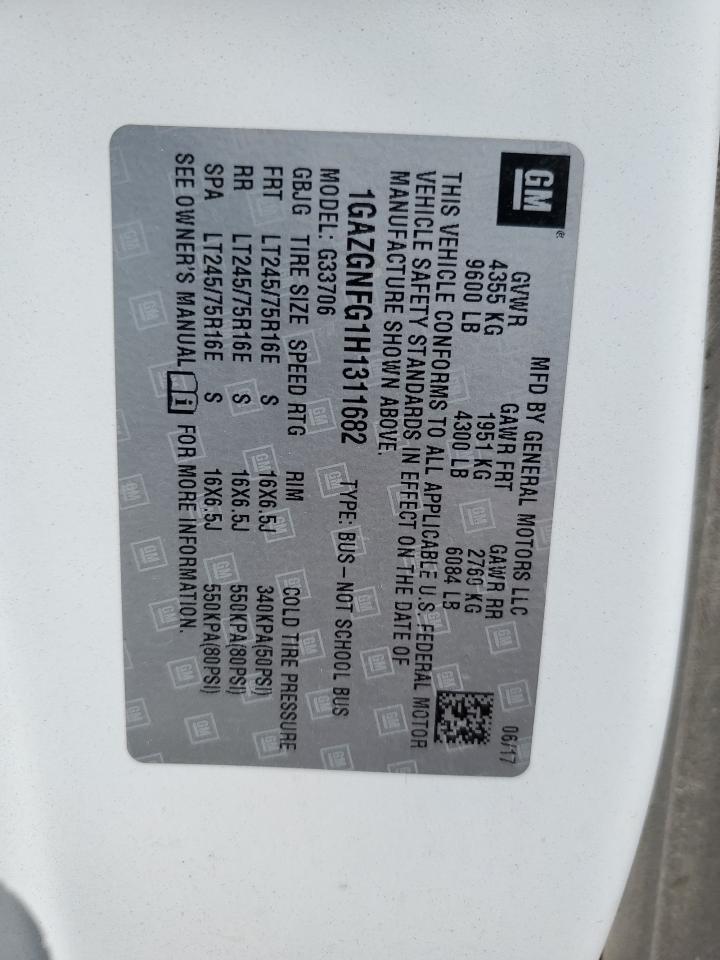 GM®
MFD BY GENERAL MOTORS LLC 06/17
GVWR GAWR FRT GAWR RR
4355 KG 1951 KG 2760 KG
9600 LB 4300 LB 6084 LB
THIS VEHICLE CONFORMS TO ALL APPLICABLE U.S. FEDERAL MOTOR
VEHICLE SAFETY STANDARDS IN EFFECT ON THE DATE OF
MANUFACTURE SHOWN ABOVE.
1GAZGNFG1H1311682 TYPE: BUS–NOT SCHOOL BUS
MODEL: G33706
GBJG TIRE SIZE SPEED RTG RIM COLD TIRE PRESSURE
FRT LT245/75R16E S 16X6.5J 340KPA(50PSI)
RR LT245/75R16E S 16X6.5J 550KPA(80PSI)
SPA LT245/75R16E S 16X6.5J 550KPA(80PSI)
SEE OWNER'S MANUAL i FOR MORE INFORMATION.